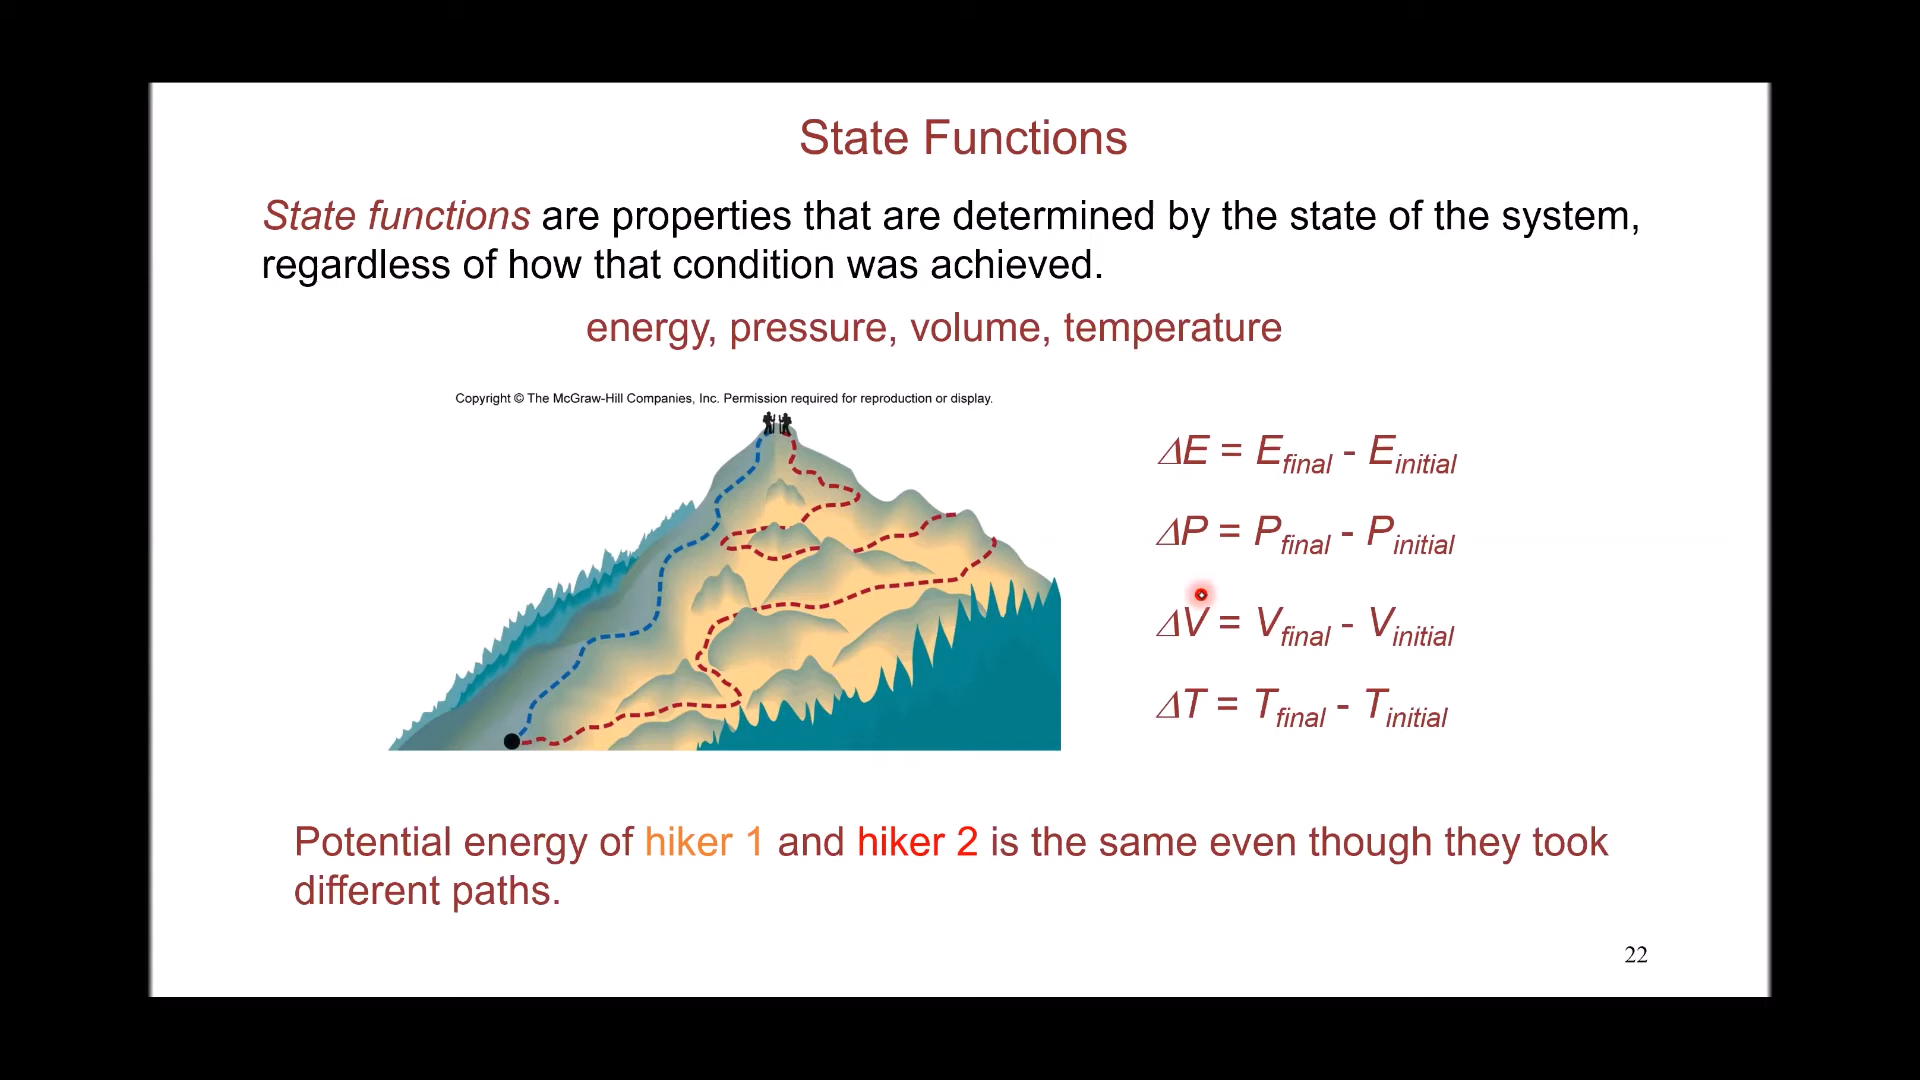 State Functions
State functions are properties that are determined by the state of the system,
regardless of how that condition was achieved.
energy, pressure, volume, temperature
Copyright © The McGraw-Hill Companies, Inc. Permission required for reproduction or display.
ΔE = Efinal - Einitial
ΔP = Pfinal - Pinitial
ΔV = Vfinal - Vinitial
ΔT = Tfinal - Tinitial
Potential energy of hiker 1 and hiker 2 is the same even though they took
different paths.
22